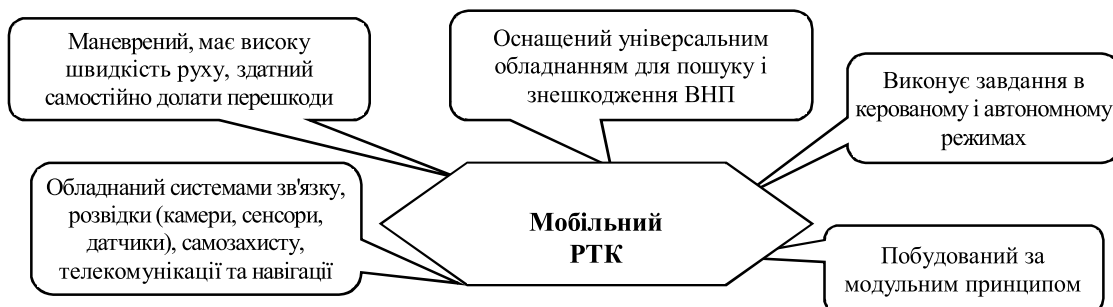 Маневрений, має високу
швидкість руху, здатний
самостійно долати перешкоди
Оснащений універсальним
обладнанням для пошуку і
знешкодження ВНП
Виконує завдання в
керованому і автономному
режимах
Обладнаний системами зв'язку,
розвідки (камери, сенсори,
датчики), самозахисту,
телекомунікації та навігації
Мобільний
РТК
Побудований за
модульним принципом